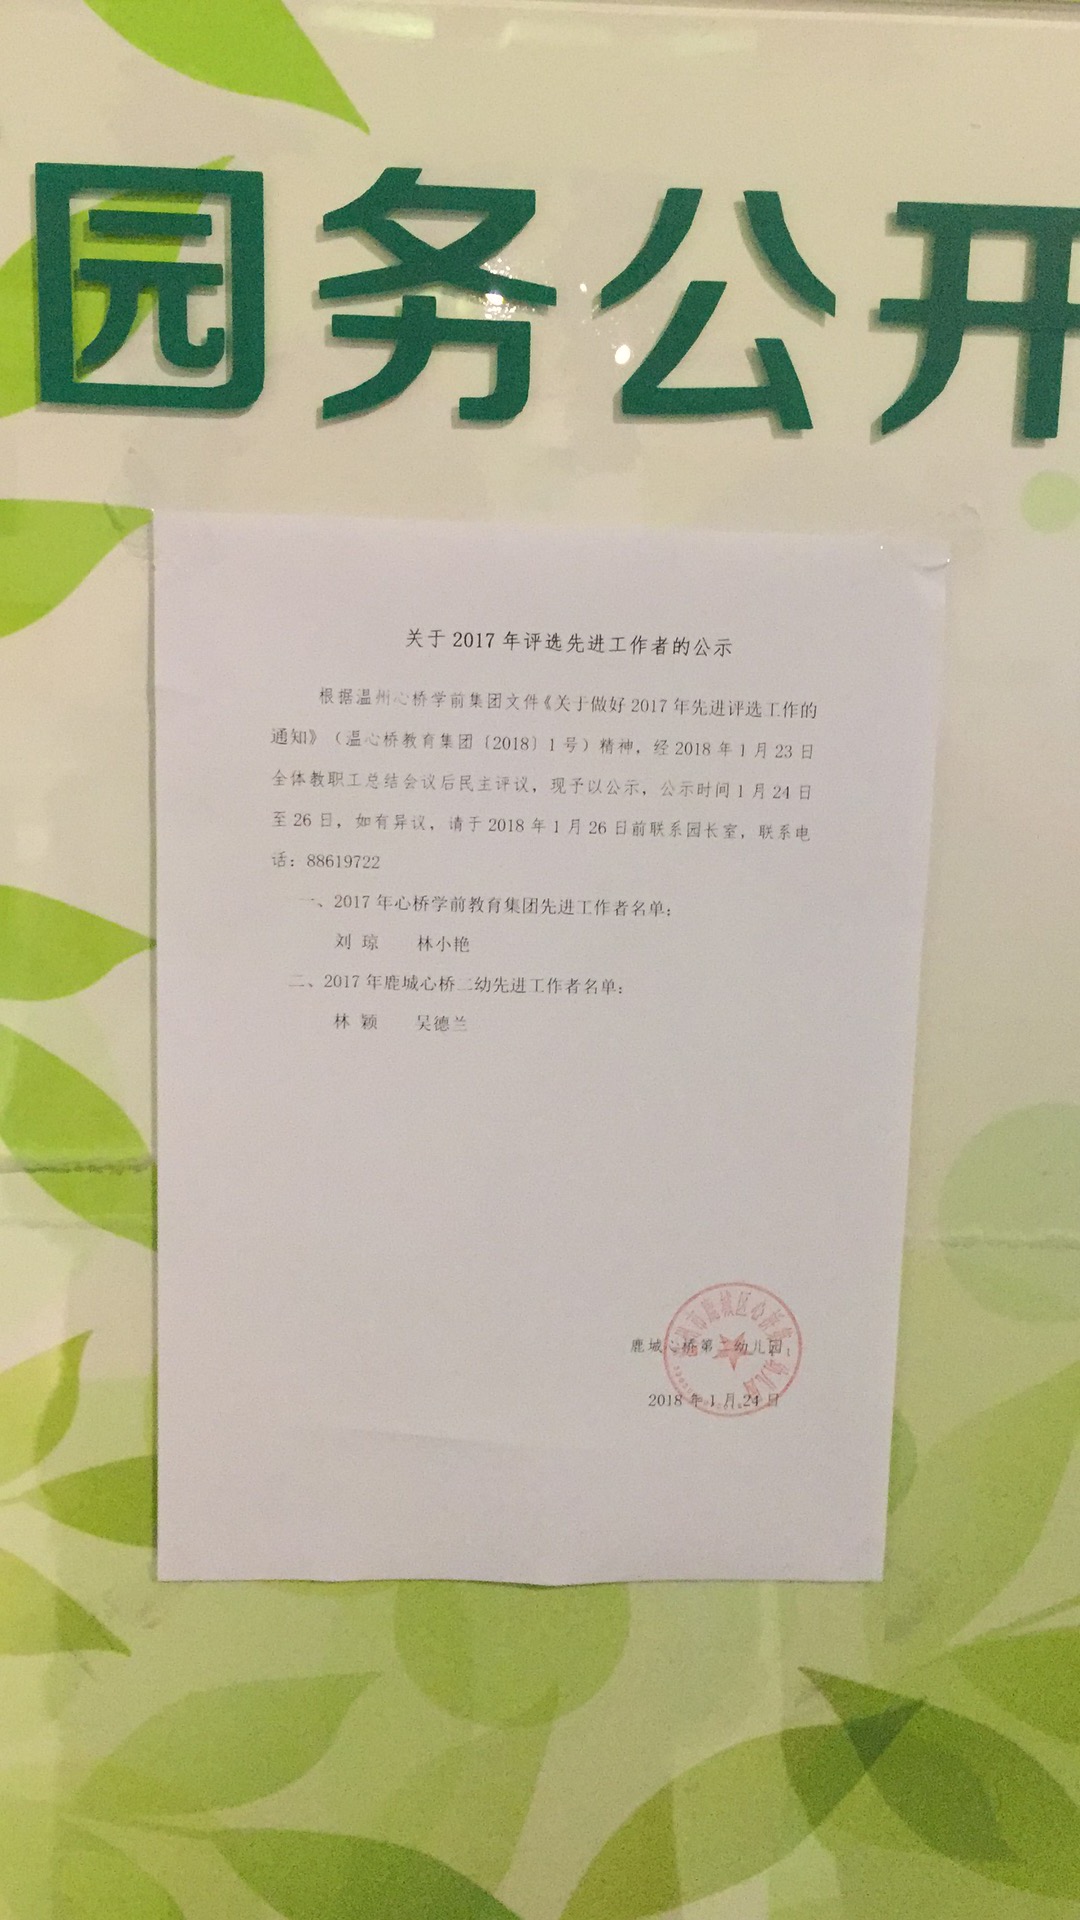 园务公开
关于2017年评选先进工作者的公示
根据温州心桥学前集团文件《关于做好2017年先进评选工作的
通知》（温心桥教育集团〔2018〕1号）精神，经2018年1月23日
全体教职工总结会议后民主评议，现予以公示，公示时间1月24日
至26日，如有异议，请于2018年1月26日前联系园长室，联系电
话：88619722
一、2017年心桥学前教育集团先进工作者名单：
刘 琼 林小艳
二、2017年鹿城心桥二幼先进工作者名单：
林 颖 吴德兰
鹿城心桥第二幼儿园
2018年1月24日